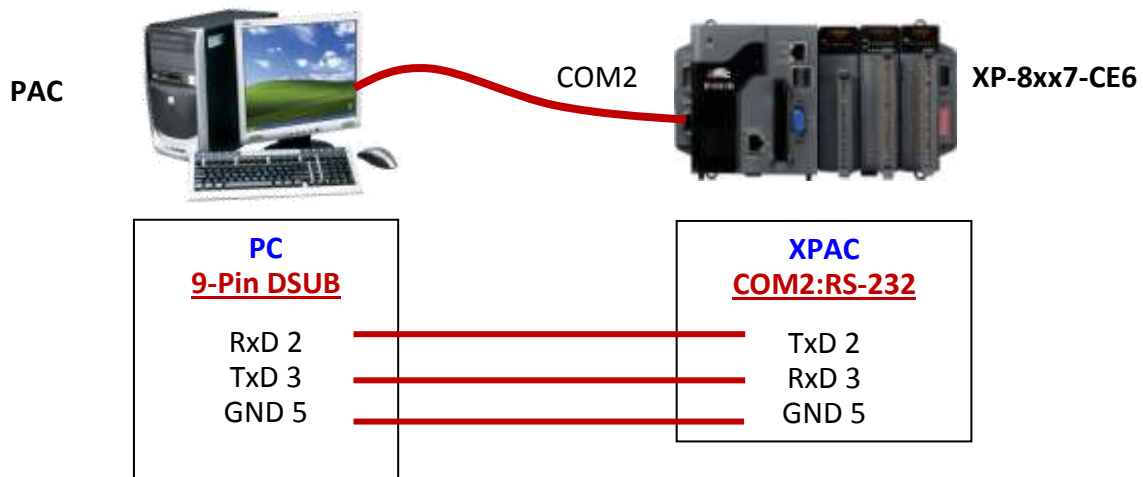 PAC
COM2
XP-8xx7-CE6
PC
9-Pin DSUB
RxD 2
TxD 3
GND 5
XPAC
COM2:RS-232
TxD 2
RxD 3
GND 5